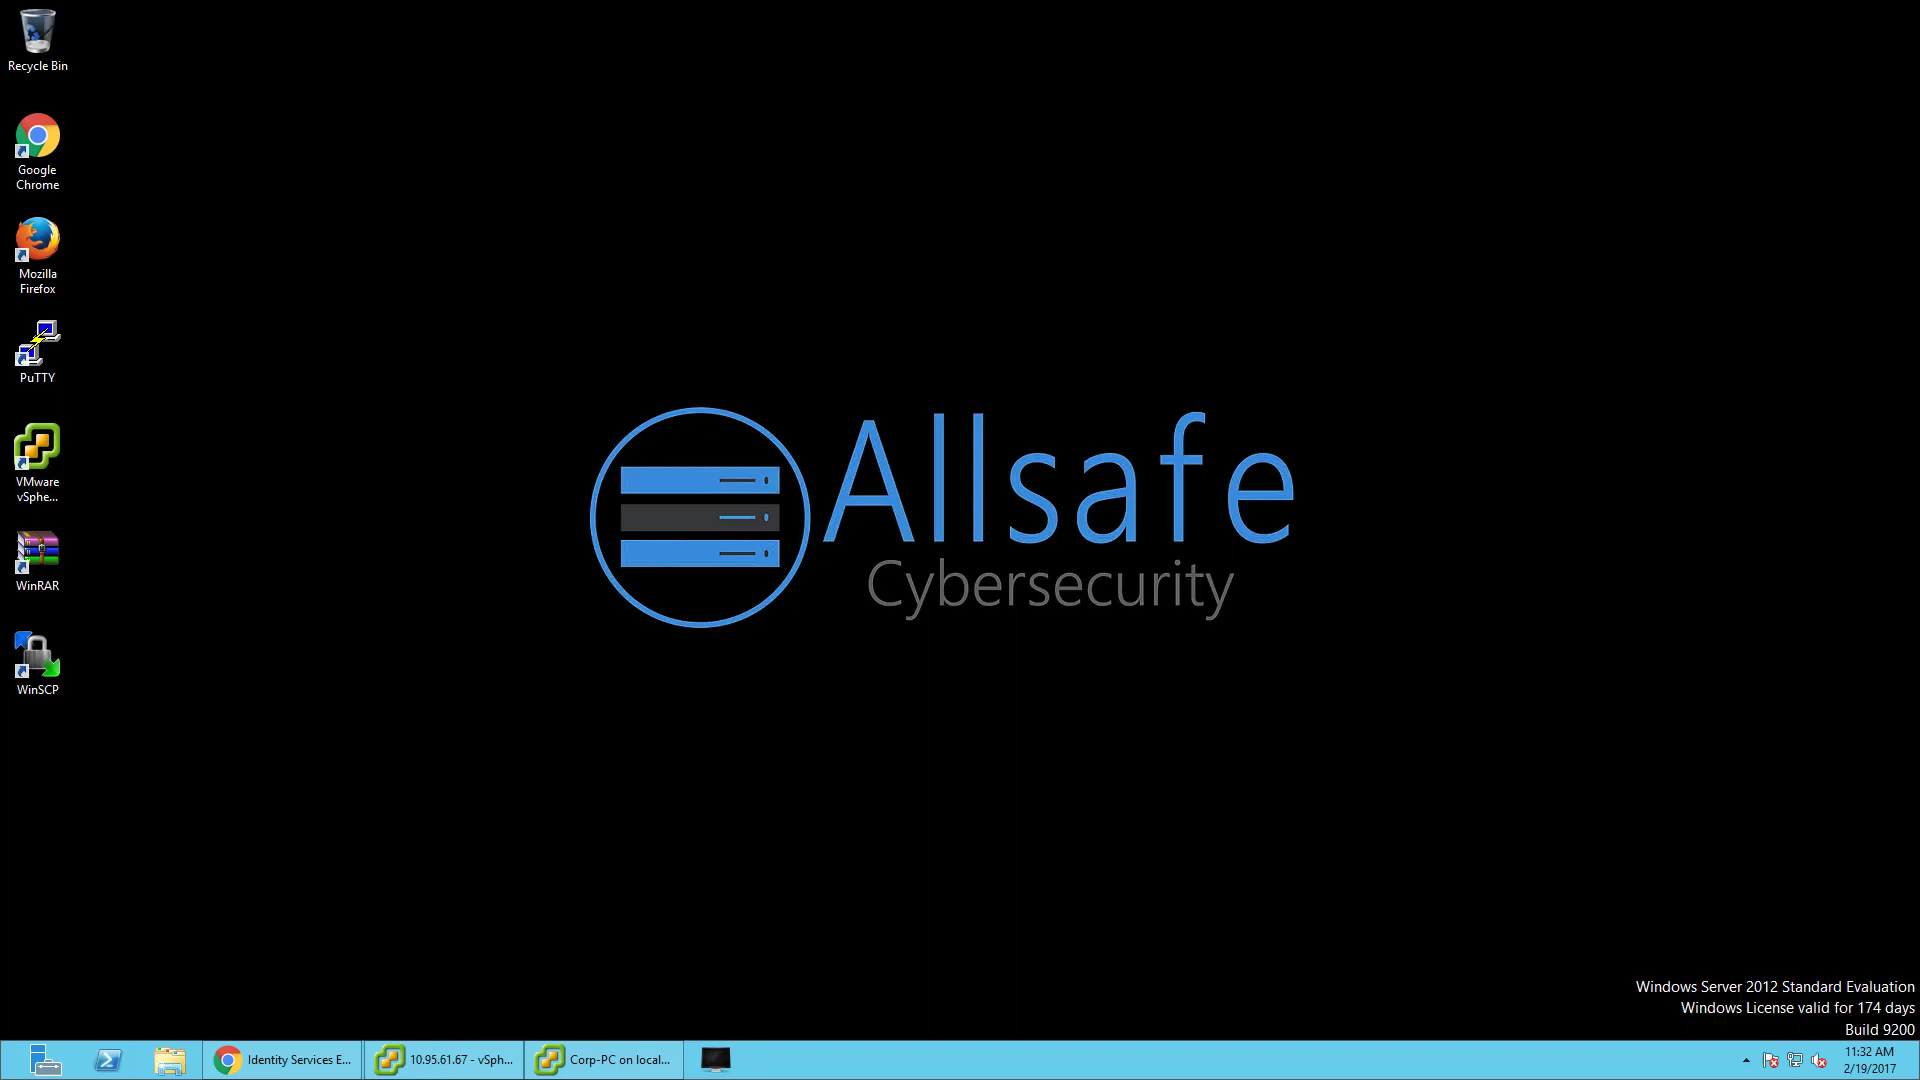 Recycle Bin
Google
Chrome
Mozilla
Firefox
PuTTY
VMware
vSphe...
WinRAR
WinSCP
Allsafe
Cybersecurity
Windows Server 2012 Standard Evaluation
Windows License valid for 174 days
Build 9200
Identity Services E...
10.95.61.67 - vSph...
Corp-PC on local...
11:32 AM
2/19/2017